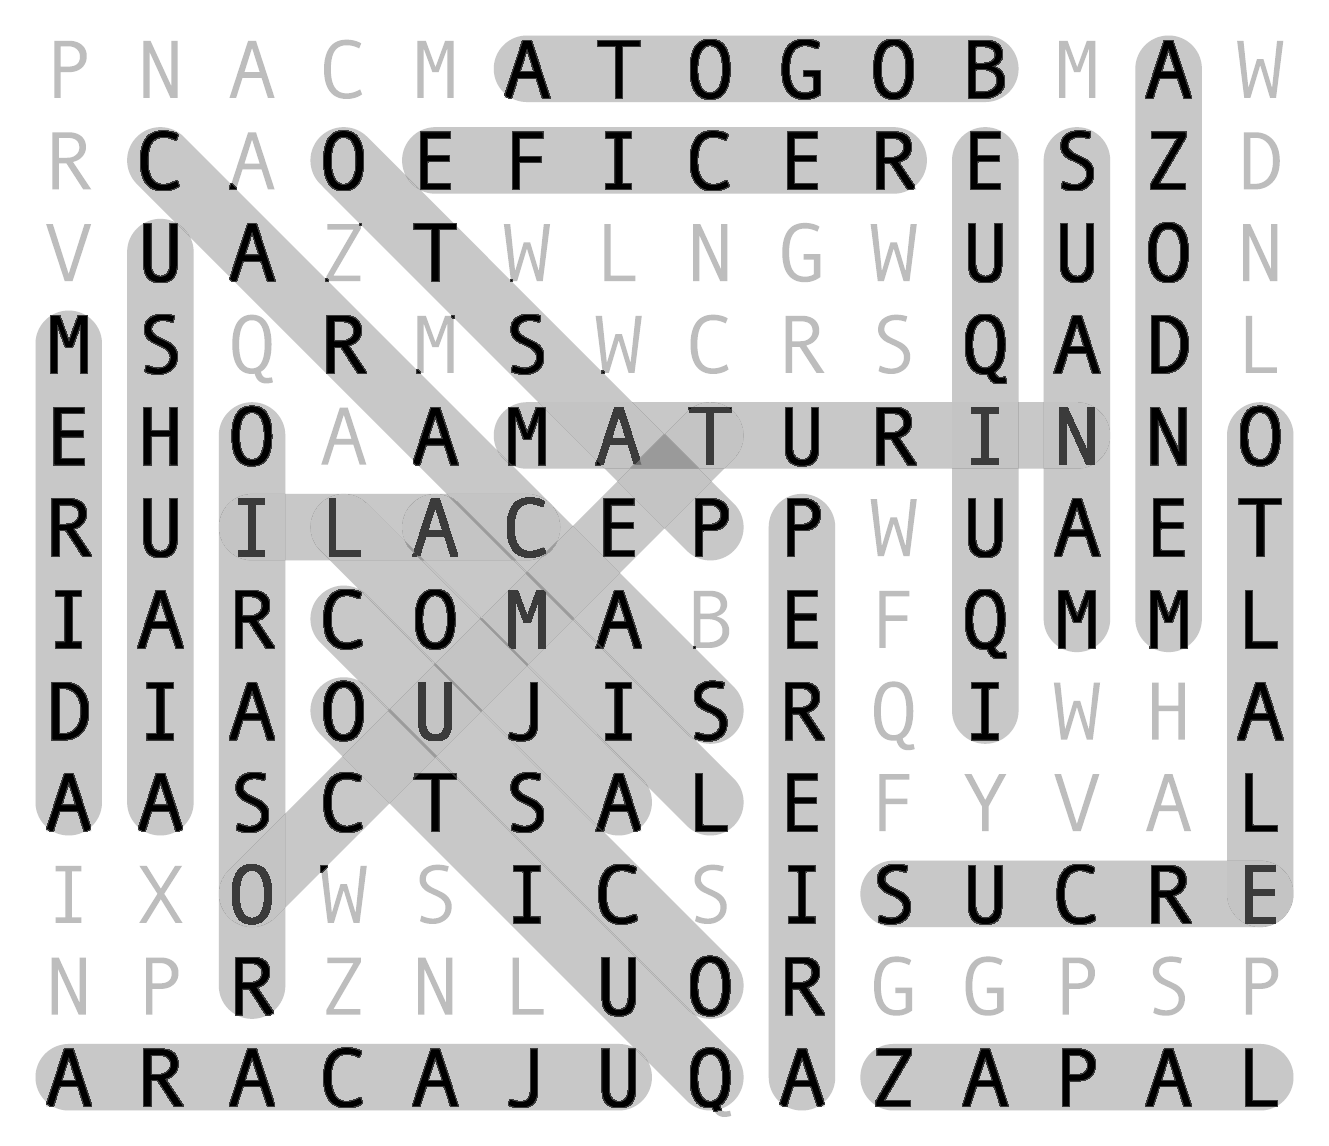 P N A C M A T O G O B M A W
R C A O E F I C E R E S Z D
V U A Z T W L N G W U U O N
M S Q R M S W C R S Q A D L
E H O A A M A T U R I N N O
R U I L A C E P P W U A E T
I A R C O M A B E F Q M M L
D I A O U J I S R Q I W H A
A A S C T S A L E F Y V A L
I X O W S I C S I S U C R E
N P R Z N L U O R G G P S P
A R A C A J U Q A Z A P A L